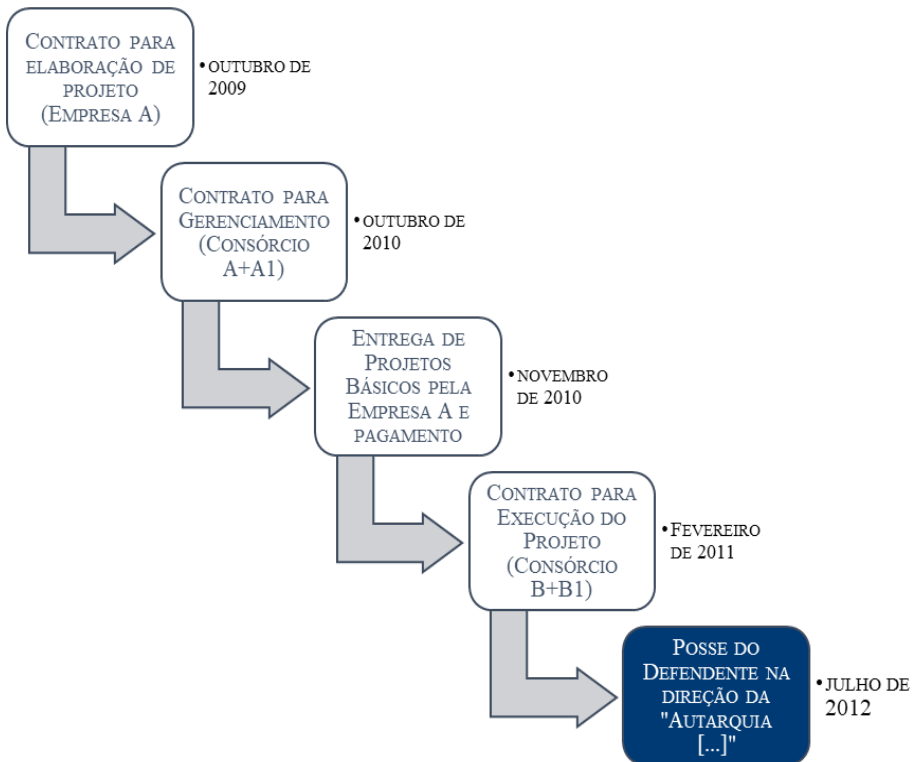 CONTRATO PARA
ELABORAÇÃO DE
PROJETO
(EMPRESA A)
• OUTUBRO DE
2009
CONTRATO PARA
GERENCIAMENTO
(CONSÓRCIO
A+A1)
• OUTUBRO DE
2010
ENTREGA DE
PROJETOS
BÁSICOS PELA
EMPRESA A E
PAGAMENTO
• NOVEMBRO
DE 2010
CONTRATO PARA
EXECUÇÃO DO
PROJETO
(CONSÓRCIO
B+B1)
• FEVEREIRO
DE 2011
POSSE DO
DEFENDENTE NA
DIREÇÃO DA
"AUTARQUIA
[...]"
• JULHO DE
2012